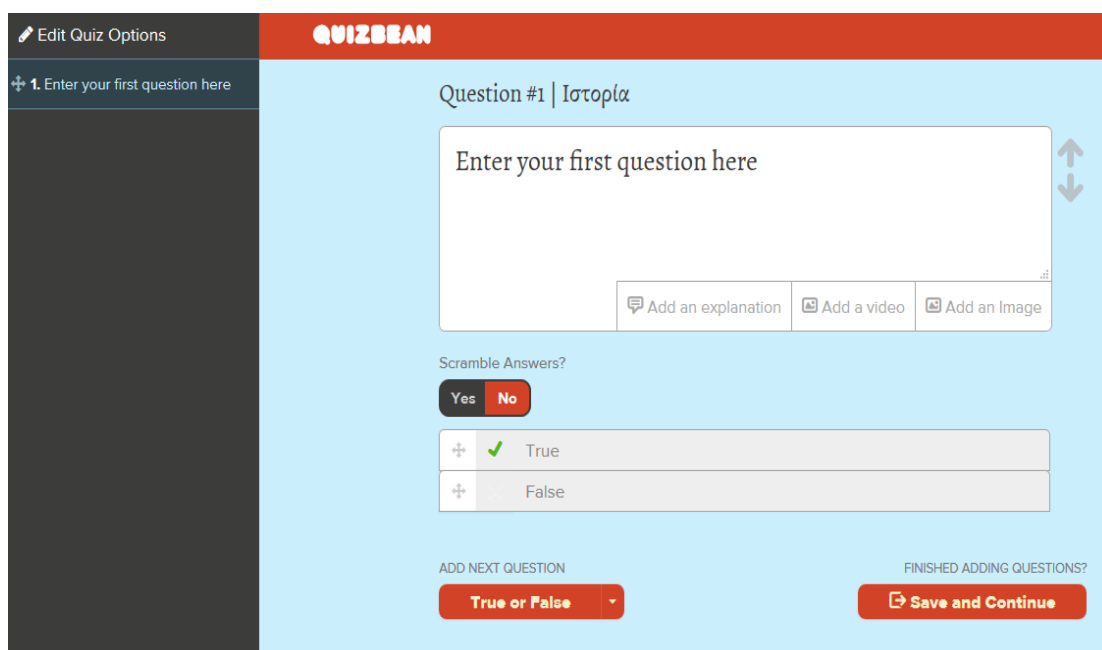 Edit Quiz Options
QUIZBEAN
1. Enter your first question here
Question #1 | Ιστορία
Enter your first question here
Add an explanation
Add a video
Add an Image
Scramble Answers?
Yes No
True
False
ADD NEXT QUESTION
FINISHED ADDING QUESTIONS?
True or False
Save and Continue